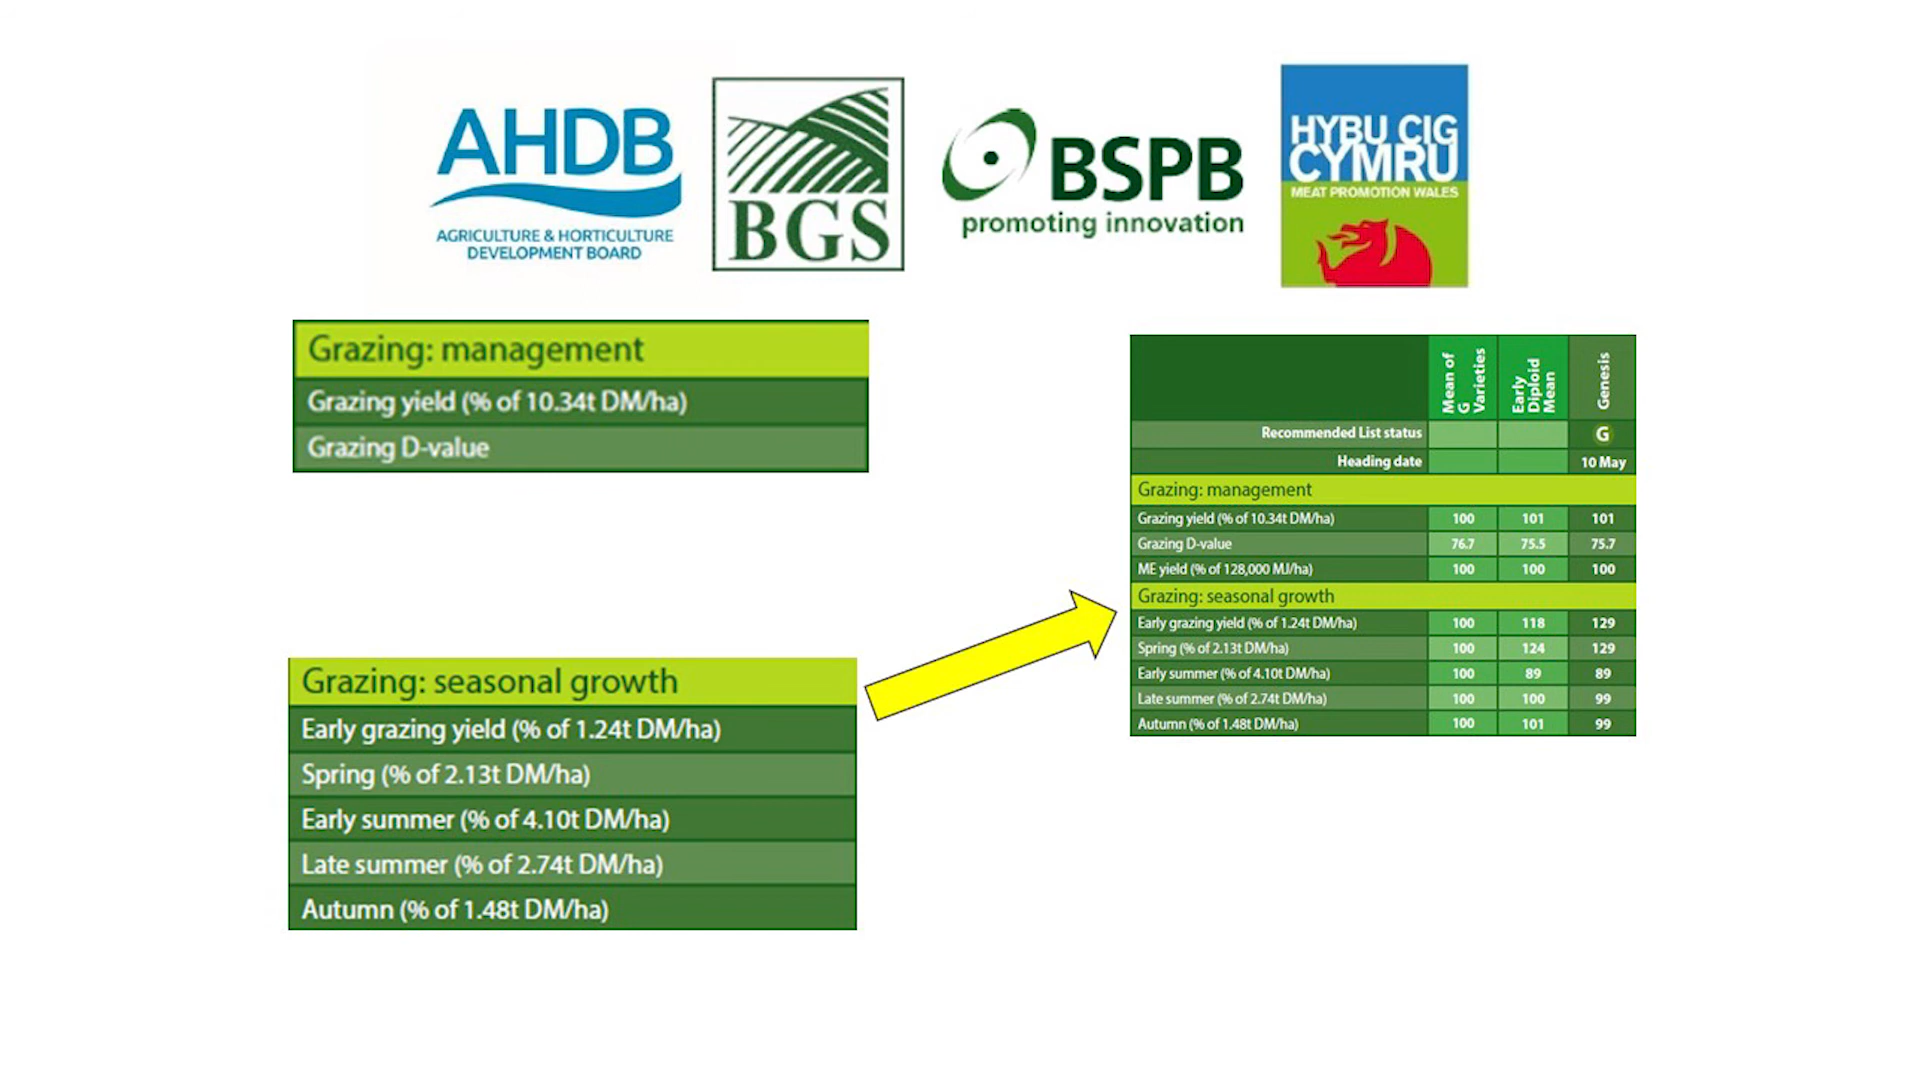 AHDB
AGRICULTURE & HORTICULTURE
DEVELOPMENT BOARD
BGS
BSPB
promoting innovation
HYBU CIG
CYMRU
MEAT PROMOTION WALES
Grazing: management
Grazing yield (% of 10.34t DM/ha)
Grazing D-value
Grazing: seasonal growth
Early grazing yield (% of 1.24t DM/ha)
Spring (% of 2.13t DM/ha)
Early summer (% of 4.10t DM/ha)
Late summer (% of 2.74t DM/ha)
Autumn (% of 1.48t DM/ha)
Mean of
G
Varieties
Early
Diploid
Mean
Genesis
Recommended List status G
Heading date 10 May
Grazing: management
Grazing yield (% of 10.34t DM/ha) 100 101 101
Grazing D-value 76.7 75.5 75.7
ME yield (% of 128,000 MJ/ha) 100 100 100
Grazing: seasonal growth
Early grazing yield (% of 1.24t DM/ha) 100 118 129
Spring (% of 2.13t DM/ha) 100 124 129
Early summer (% of 4.10t DM/ha) 100 89 89
Late summer (% of 2.74t DM/ha) 100 100 99
Autumn (% of 1.48t DM/ha) 100 101 99